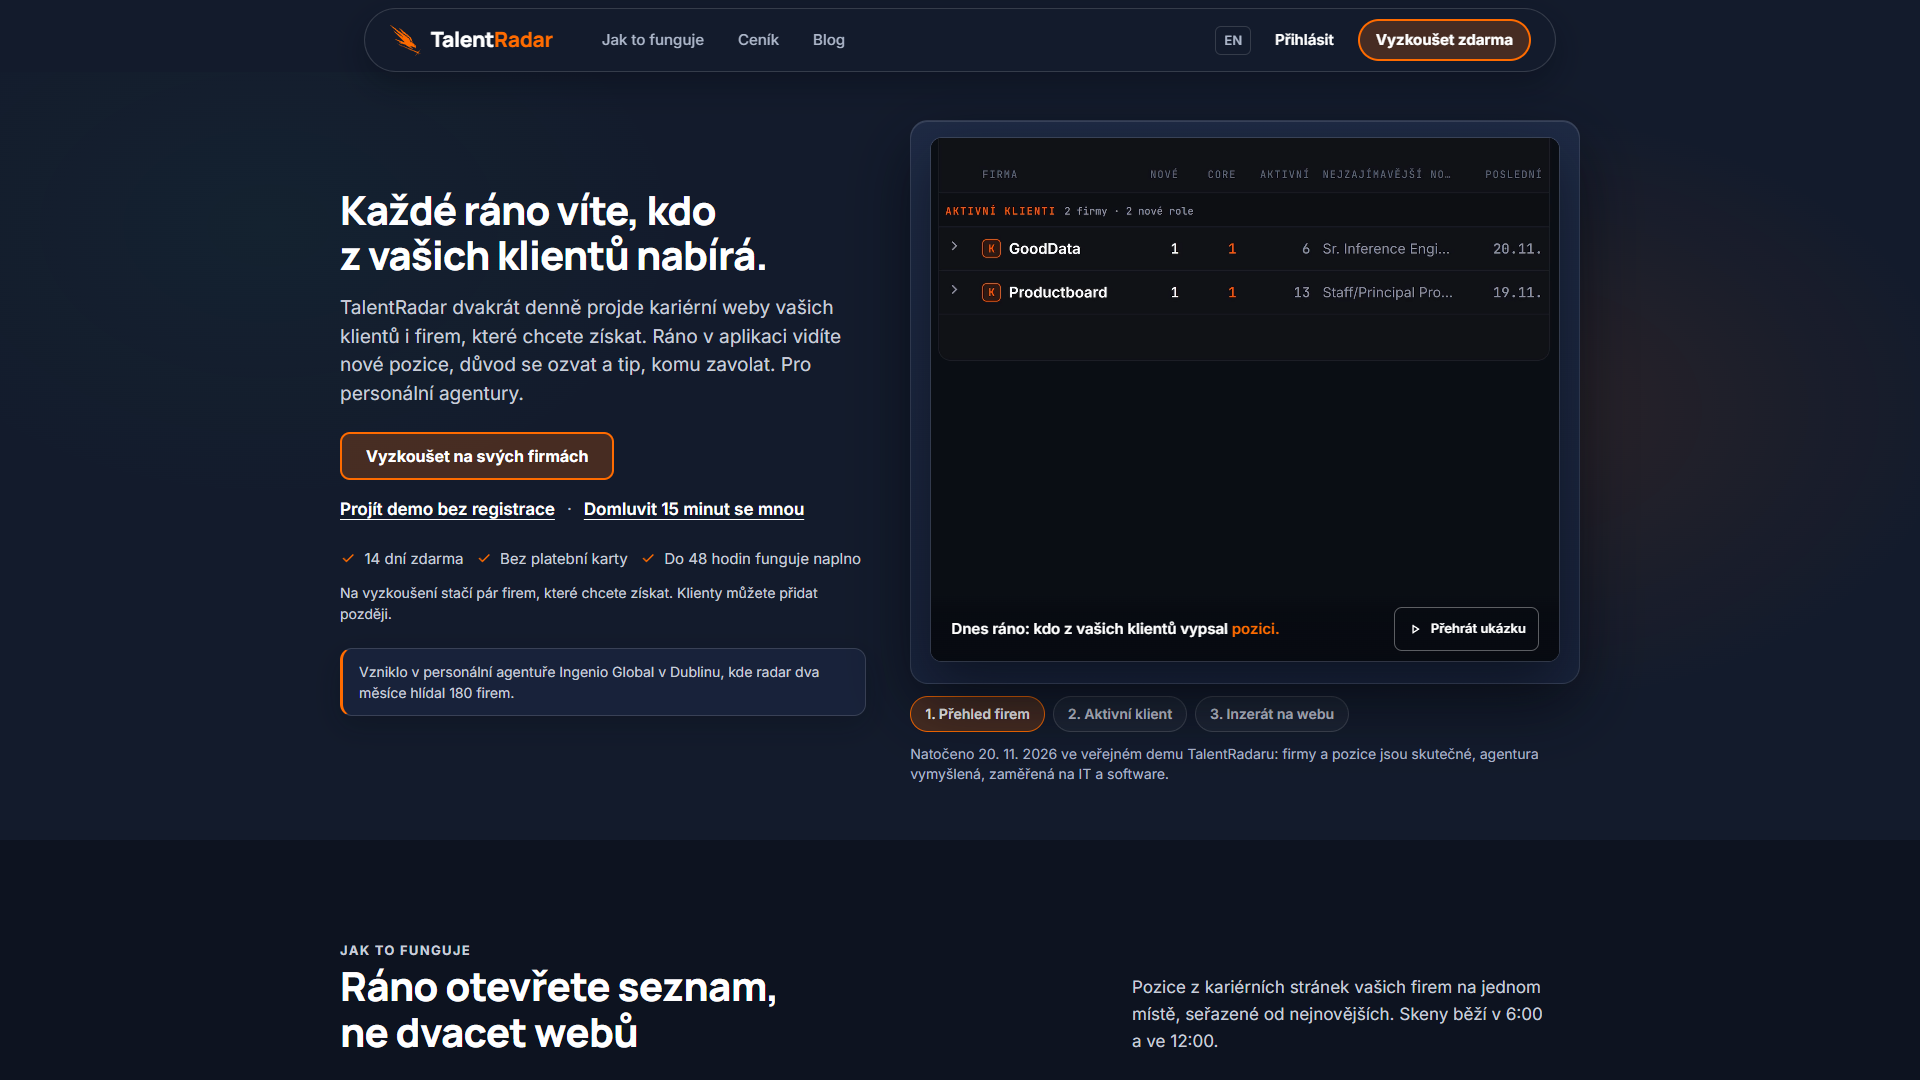 TalentRadar
Jak to funguje
Ceník
Blog
EN
Přihlásit
Vyzkoušet zdarma
Každé ráno víte, kdo
z vašich klientů nabírá.
TalentRadar dvakrát denně projde kariérní weby vašich
klientů i firem, které chcete získat. Ráno v aplikaci vidíte
nové pozice, důvod se ozvat a tip, komu zavolat. Pro
personální agentury.
Vyzkoušet na svých firmách
Projít demo bez registrace · Domluvit 15 minut se mnou
14 dní zdarma
Bez platební karty
Do 48 hodin funguje naplno
Na vyzkoušení stačí pár firem, které chcete získat. Klienty můžete přidat
později.
Vzniklo v personální agentuře Ingenio Global v Dublinu, kde radar dva
měsíce hlídal 180 firem.
FIRMA NOVÉ CORE AKTIVNÍ NEJZAJÍMAVĚJŠÍ NO… POSLEDNÍ
AKTIVNÍ KLIENTI 2 firmy · 2 nové role
K GoodData 1 1 6 Sr. Inference Engi... 20.11.
K Productboard 1 1 13 Staff/Principal Pro... 19.11.
Dnes ráno: kdo z vašich klientů vypsal pozici.
Přehrát ukázku
1. Přehled firem
2. Aktivní klient
3. Inzerát na webu
Natočeno 20. 11. 2026 ve veřejném demu TalentRadaru: firmy a pozice jsou skutečné, agentura
vymyšlená, zaměřená na IT a software.
JAK TO FUNGUJE
Ráno otevřete seznam,
ne dvacet webů
Pozice z kariérních stránek vašich firem na jednom
místě, seřazené od nejnovějších. Skeny běží v 6:00
a ve 12:00.